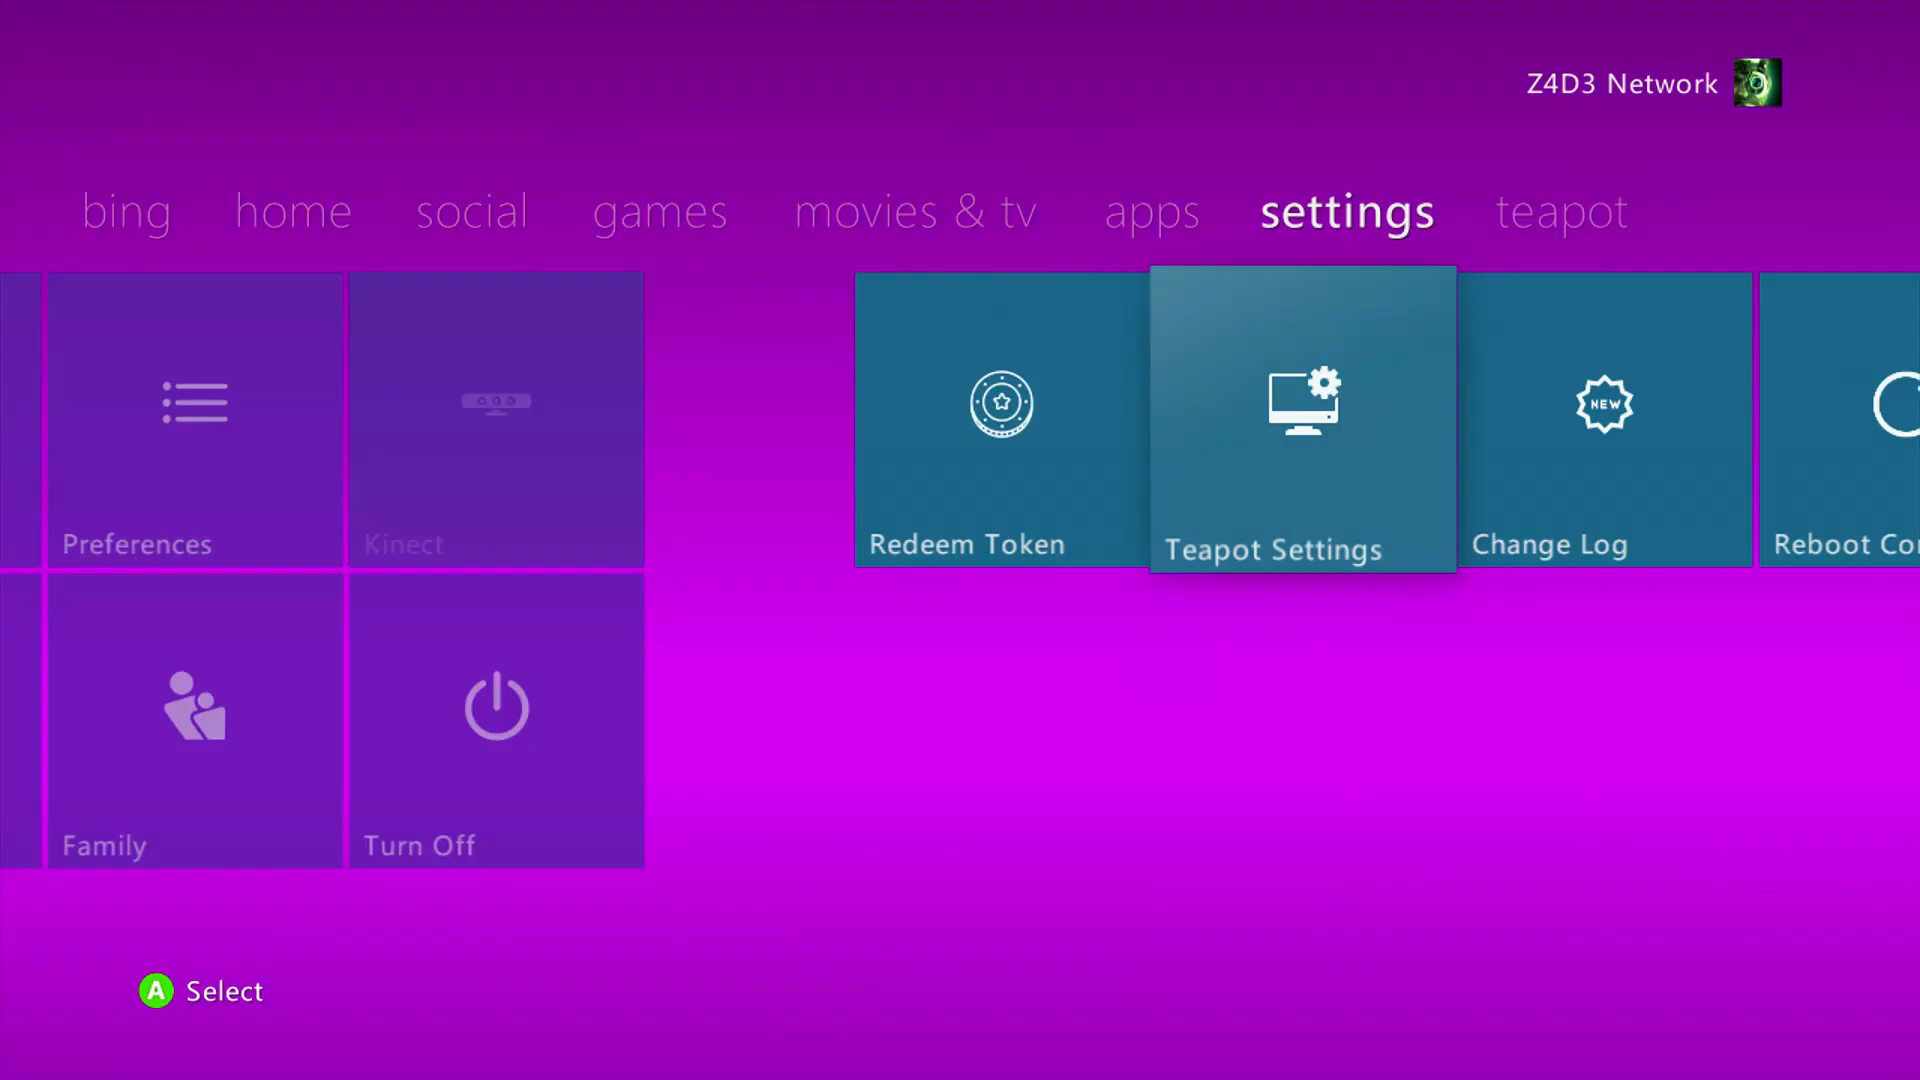 Z4D3 Network
bing home social games movies & tv apps settings teapot
NEW
Preferences Kinect Redeem Token Teapot Settings Change Log Reboot
Family Turn Off
A Select